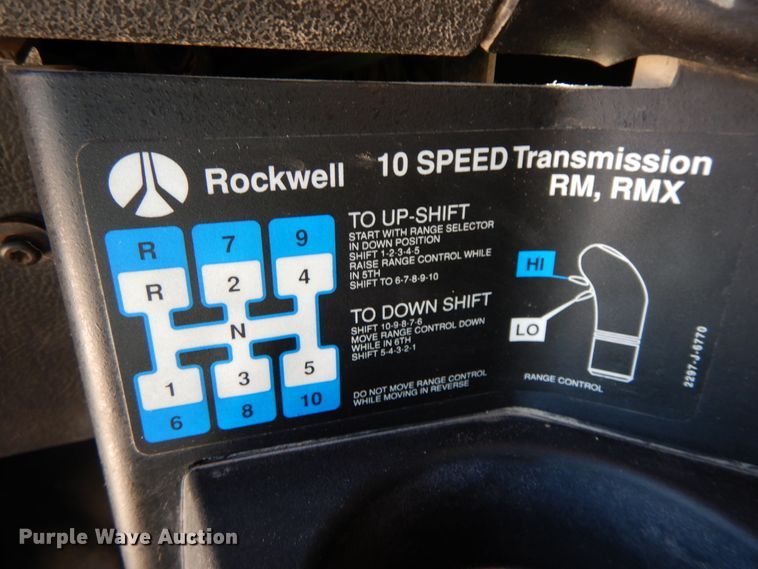 Rockwell 10 SPEED Transmission
RM, RMX
R 7 9
R 2 4
N
1 3 5
6 8 10
TO UP-SHIFT
START WITH RANGE SELECTOR
IN DOWN POSITION
SHIFT 1-2-3-4-5
RAISE RANGE CONTROL WHILE
IN 5TH
SHIFT TO 6-7-8-9-10
TO DOWN SHIFT
SHIFT 10-9-8-7-6
MOVE RANGE CONTROL DOWN
WHILE IN 6TH
SHIFT 5-4-3-2-1
DO NOT MOVE RANGE CONTROL
WHILE MOVING IN REVERSE
HI
LO
RANGE CONTROL
2297-J-6770
Purple Wave Auction